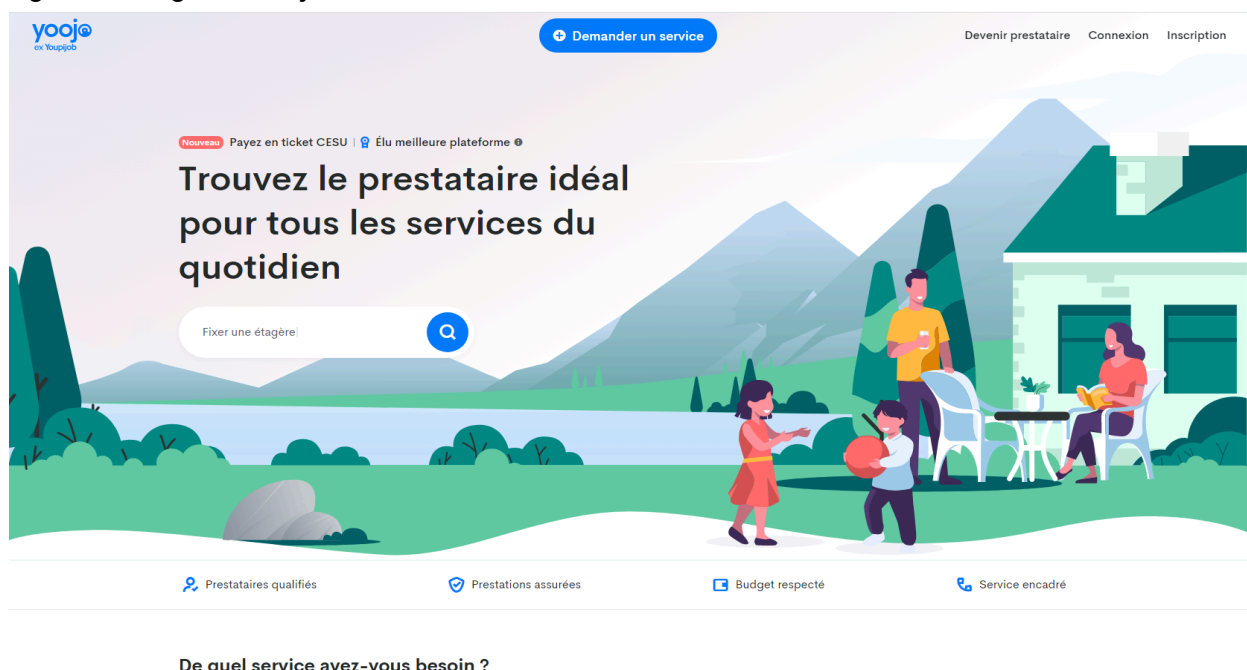 yooj
ex Youpijob
Demander un service
Devenir prestataire
Connexion
Inscription
Nouveau Payez en ticket CESU | Élu meilleure plateforme
Trouvez le prestataire idéal
pour tous les services du
quotidien
Fixer une étagère
Prestataires qualifiés
Prestations assurées
Budget respecté
Service encadré
De quel service avez-vous besoin ?